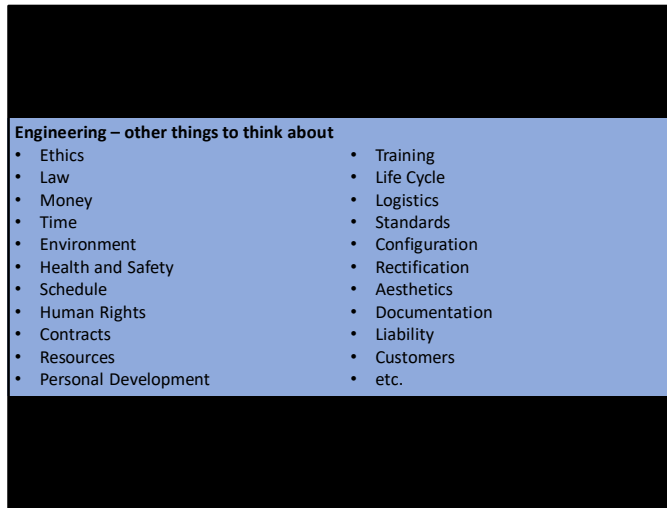 Engineering – other things to think about
• Ethics
• Law
• Money
• Time
• Environment
• Health and Safety
• Schedule
• Human Rights
• Contracts
• Resources
• Personal Development
• Training
• Life Cycle
• Logistics
• Standards
• Configuration
• Rectification
• Aesthetics
• Documentation
• Liability
• Customers
• etc.